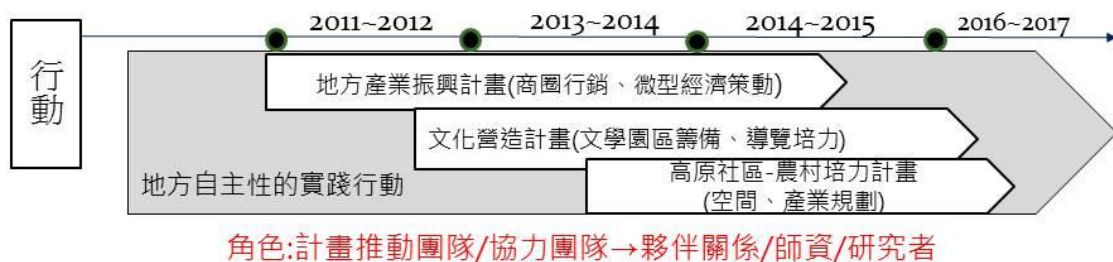 行動
2011~2012
2013~2014
2014~2015
2016~2017
地方產業振興計畫(商圈行銷、微型經濟策動)
文化營造計畫(文學園區籌備、導覽培力)
高原社區-農村培力計畫
(空間、產業規劃)
地方自主性的實踐行動
角色:計畫推動團隊/協力團隊→夥伴關係/師資/研究者